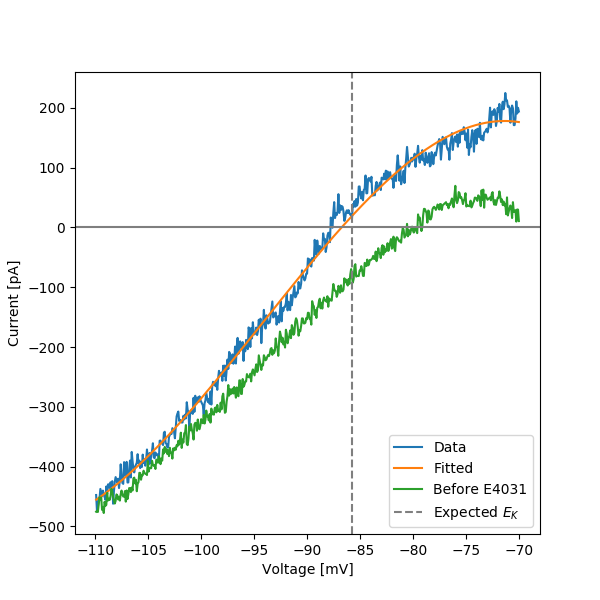 200
100
0
−100
−200
−300
−400
−500
Current [pA]
Data
Fitted
Before E4031
Expected E_K
−110
−105
−100
−95
−90
−85
−80
−75
−70
Voltage [mV]